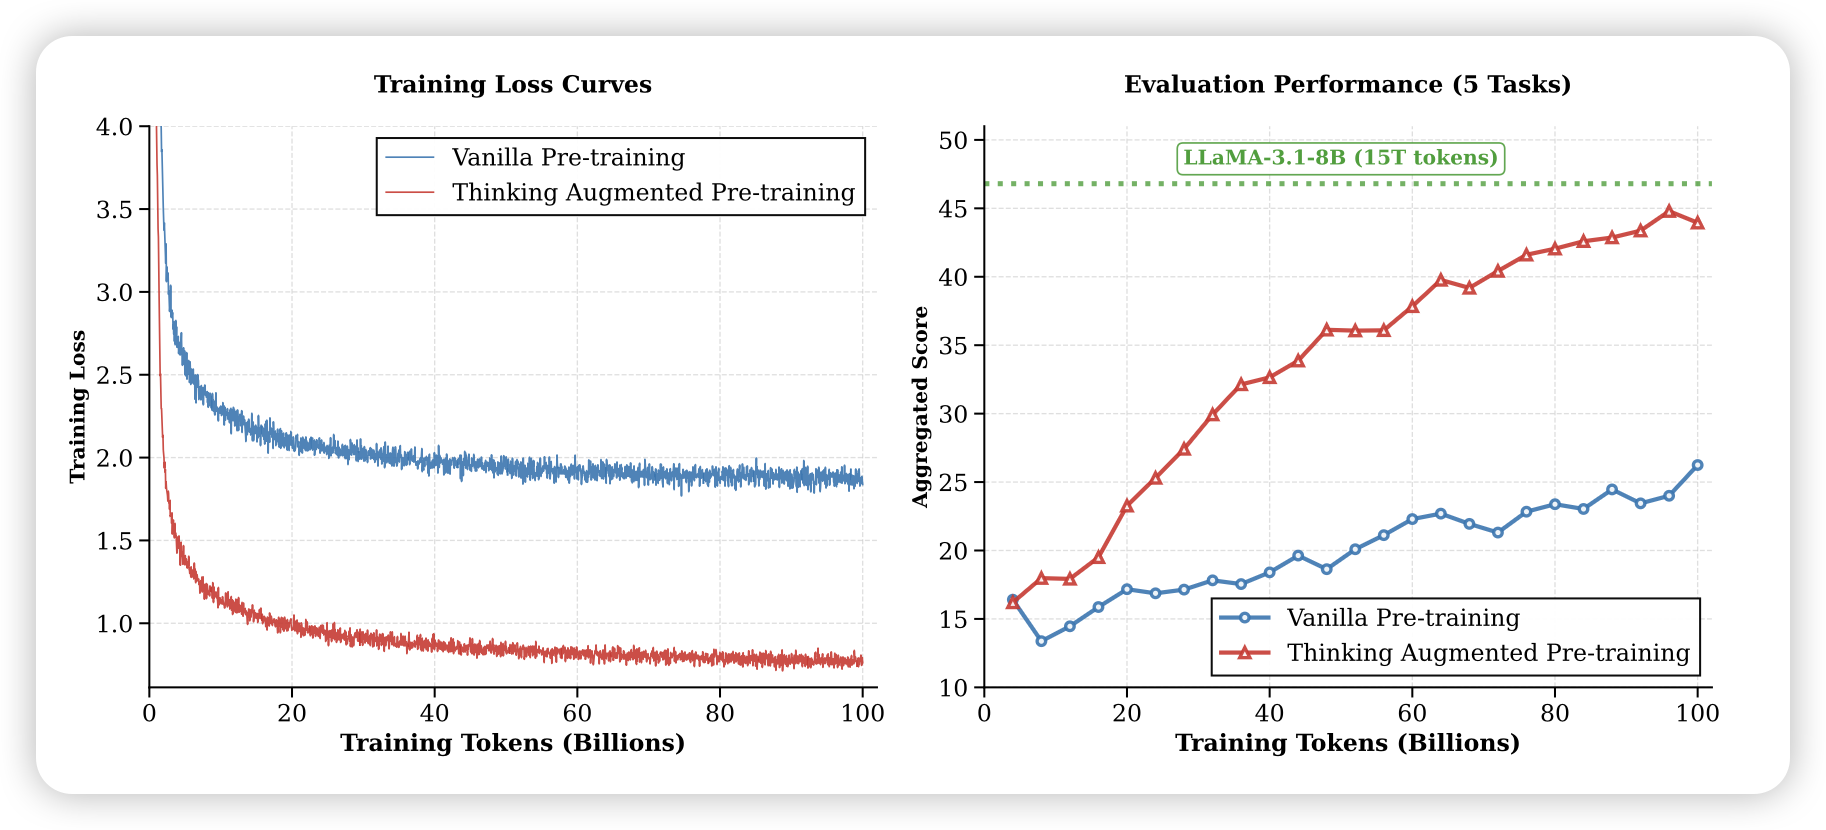 Training Loss Curves
4.0
3.5
3.0
2.5
2.0
1.5
1.0
Training Loss
Vanilla Pre-training
Thinking Augmented Pre-training
0 20 40 60 80 100
Training Tokens (Billions)
Evaluation Performance (5 Tasks)
50
45
40
35
30
25
20
15
10
Aggregated Score
LLaMA-3.1-8B (15T tokens)
Vanilla Pre-training
Thinking Augmented Pre-training
0 20 40 60 80 100
Training Tokens (Billions)